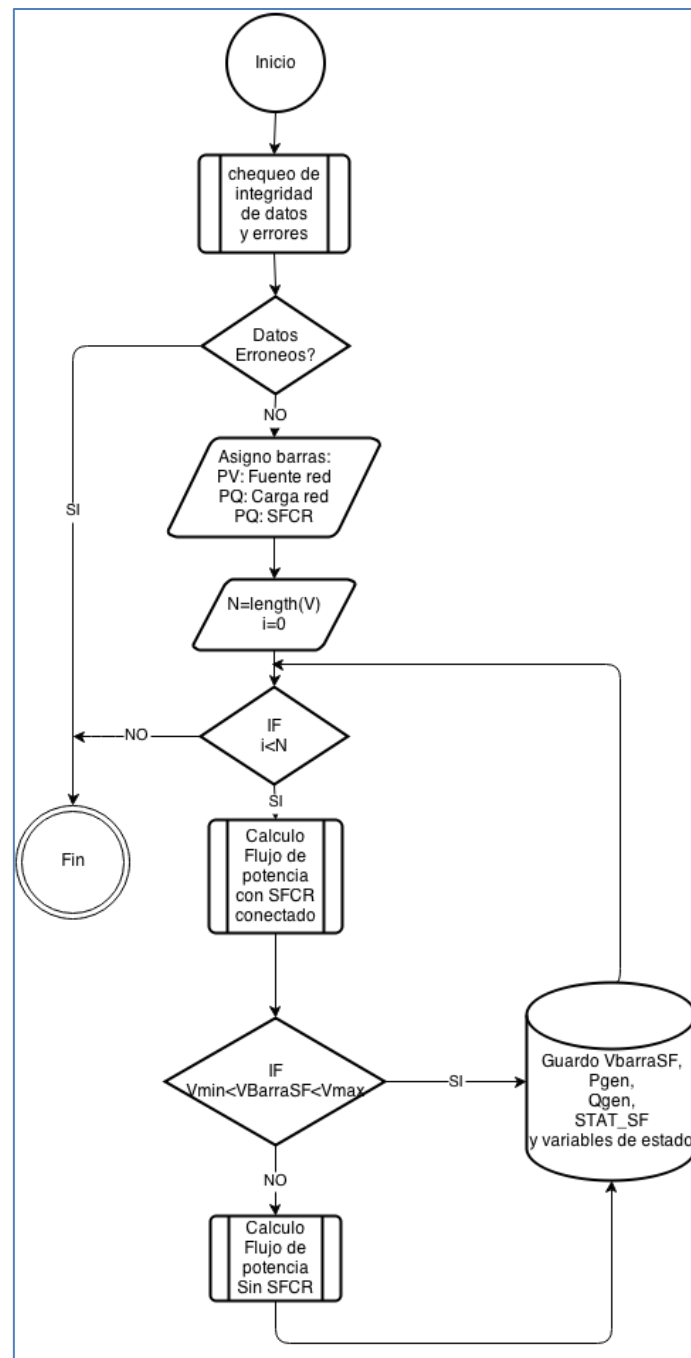 Inicio
chequeo de
integridad
de datos
y errores
Datos
Erroneos?
NO
SI
Asigno barras:
PV: Fuente red
PQ: Carga red
PQ: SFCR
N=length(V)
i=0
IF
i<N
NO
SI
Fin
Calculo
Flujo de
potencia
con SFCR
conectado
IF
Vmin<VBarraSF<Vmax
SI
Guardo VbarraSF,
Pgen,
Qgen,
STAT_SF
y variables de estado
NO
Calculo
Flujo de
potencia
Sin SFCR